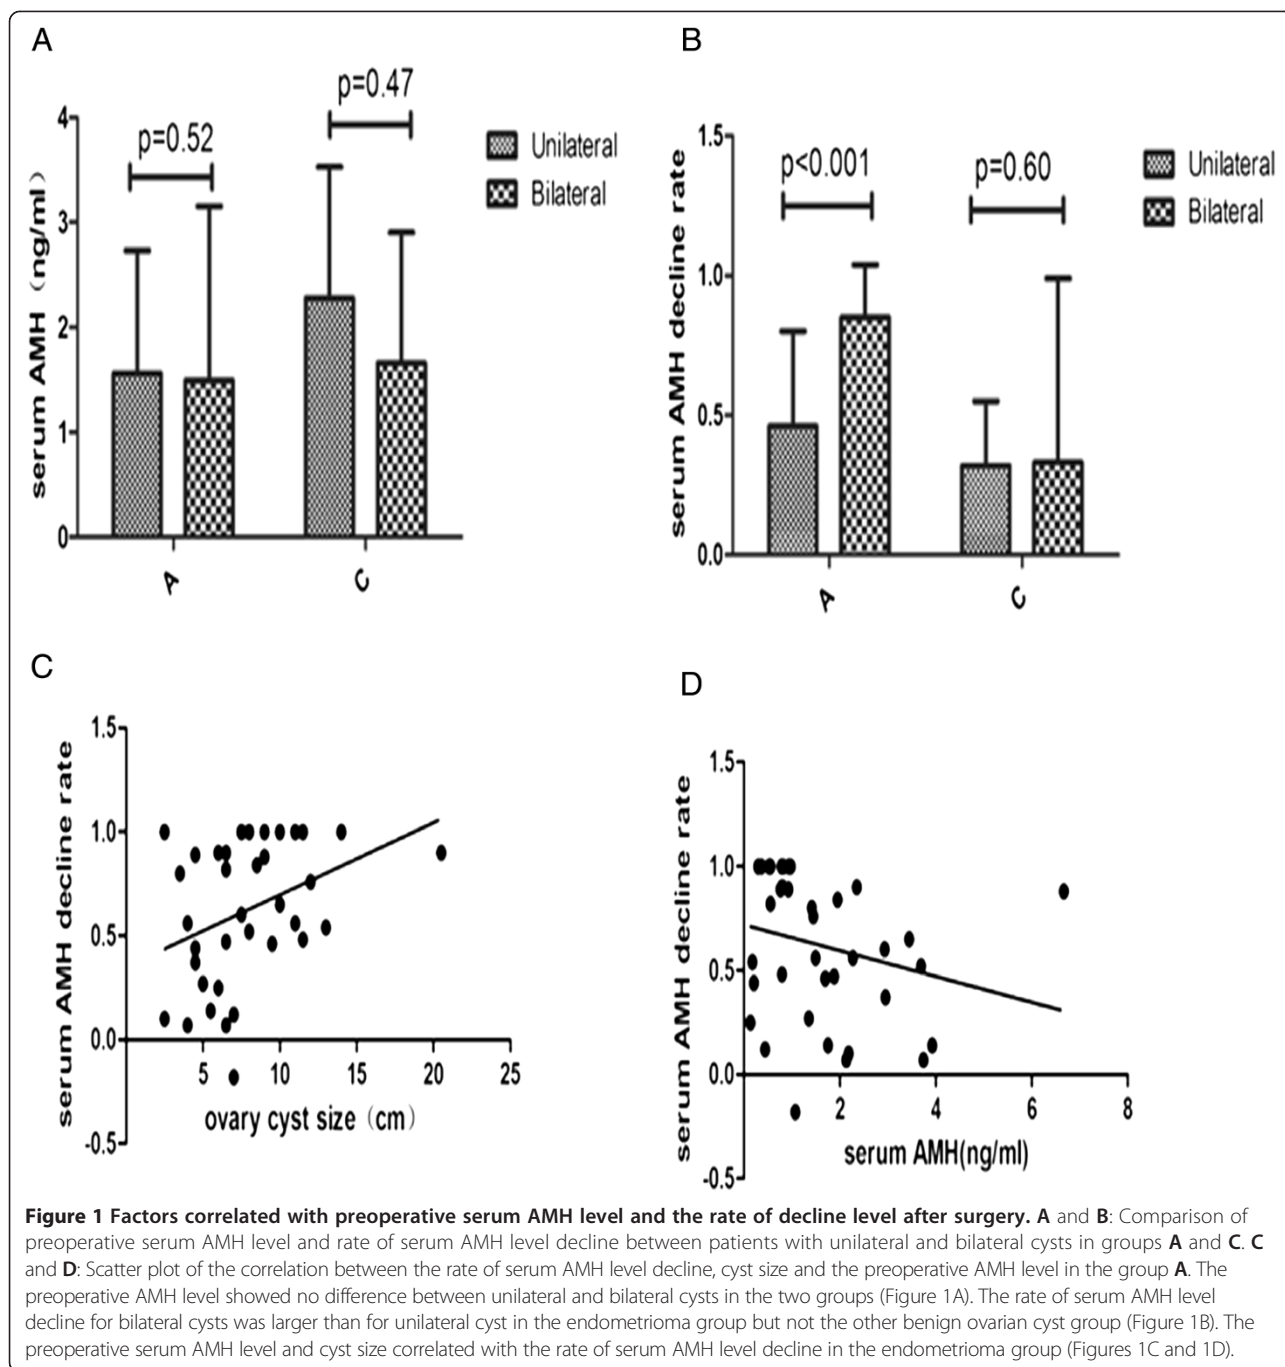 A
p=0.52
p=0.47
Unilateral
Bilateral
serum AMH (ng/ml)
4
3
2
1
0
A
C
B
p<0.001
p=0.60
Unilateral
Bilateral
serum AMH decline rate
1.5
1.0
0.5
0.0
A
C
C
serum AMH decline rate
1.5
1.0
0.5
0.0
-0.5
5 10 15 20 25
ovary cyst size (cm)
D
serum AMH decline rate
1.5
1.0
0.5
0.0
-0.5
2 4 6 8
serum AMH(ng/ml)
Figure 1 Factors correlated with preoperative serum AMH level and the rate of decline level after surgery. A and B: Comparison of
preoperative serum AMH level and rate of serum AMH level decline between patients with unilateral and bilateral cysts in groups A and C. C
and D: Scatter plot of the correlation between the rate of serum AMH level decline, cyst size and the preoperative AMH level in the group A. The
preoperative AMH level showed no difference between unilateral and bilateral cysts in the two groups (Figure 1A). The rate of serum AMH level
decline for bilateral cysts was larger than for unilateral cyst in the endometrioma group but not the other benign ovarian cyst group (Figure 1B). The
preoperative serum AMH level and cyst size correlated with the rate of serum AMH level decline in the endometrioma group (Figures 1C and 1D).